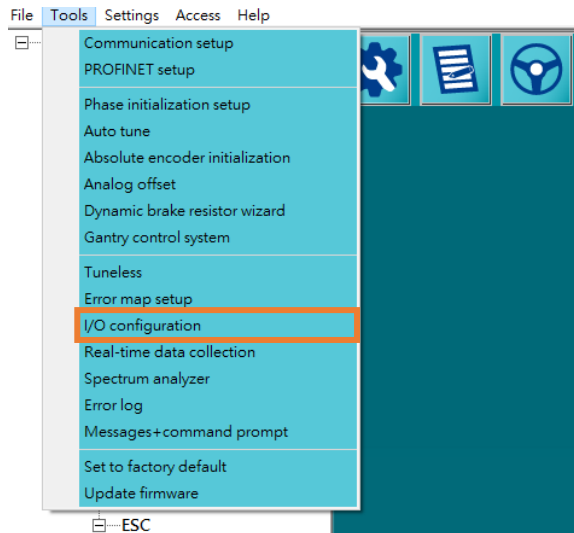 File Tools Settings Access Help
Communication setup
PROFINET setup
Phase initialization setup
Auto tune
Absolute encoder initialization
Analog offset
Dynamic brake resistor wizard
Gantry control system
Tuneless
Error map setup
I/O configuration
Real-time data collection
Spectrum analyzer
Error log
Messages+command prompt
Set to factory default
Update firmware
ESC